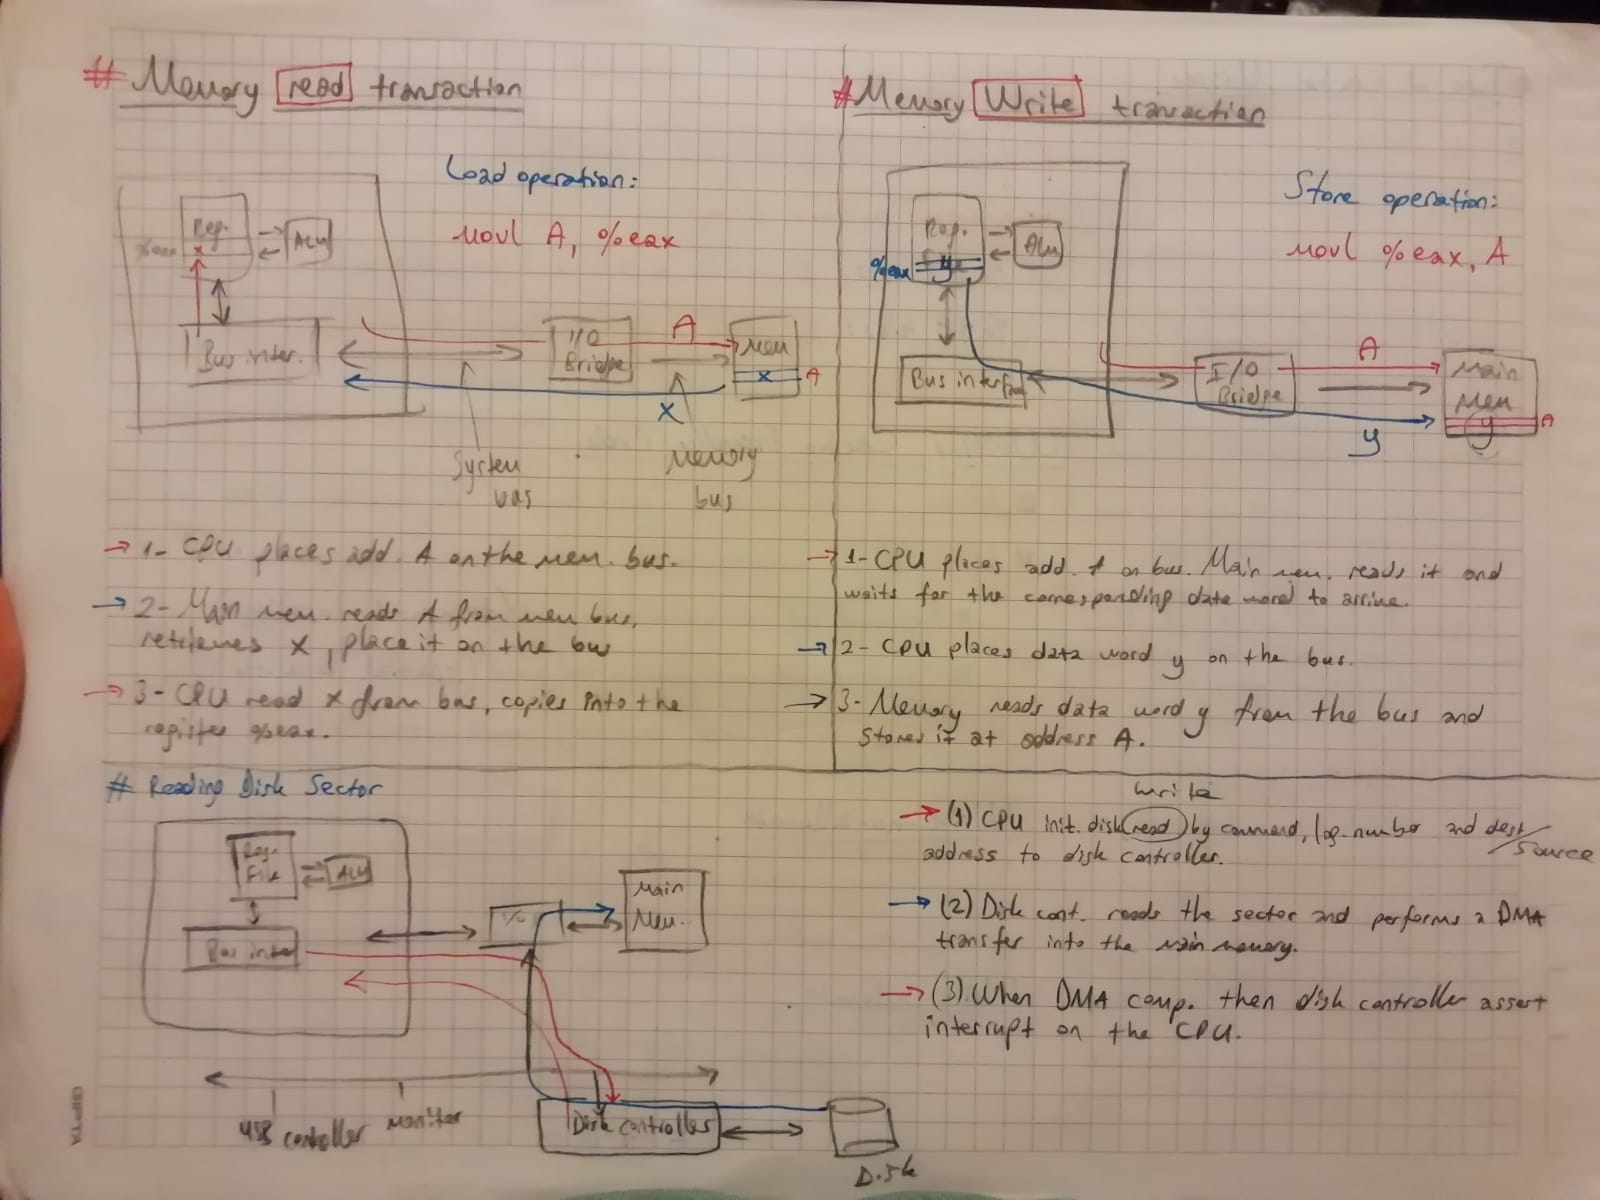 # Memory read transaction
Load operation:
movl A, %eax
Reg.
ALU
%eax
x
Bus inter.
I/O
Bridge
A
Mem
x
A
x
System
bus
Memory
bus
→ 1- CPU places add. A on the mem. bus.
→ 2- Main mem. reads A from mem bus,
retrieves x, place it on the bus
→ 3- CPU read x from bus, copies into the
register %eax.
# Memory Write transaction
Store operation:
movl %eax, A
Reg.
ALU
%eax
y
Bus interface
I/O
Bridge
A
Main
Mem
y
A
y
→ 1- CPU places add. A on bus. Main mem. reads it and
waits for the corresponding data word to arrive.
→ 2- CPU places data word y on the bus.
→ 3- Memory reads data word y from the bus and
stores it at address A.
# Reading Disk Sector
Reg.
File
ALU
Bus inter
I/O
Main
Mem.
USB controller
monitor
Disk controller
Disk
write
→ (1) CPU init. disk read by command, log. number and dest/
source
address to disk controller.
→ (2) Disk cont. reads the sector and performs a DMA
transfer into the main memory.
→ (3) When DMA comp. then disk controller assert
interrupt on the CPU.
GIPTA